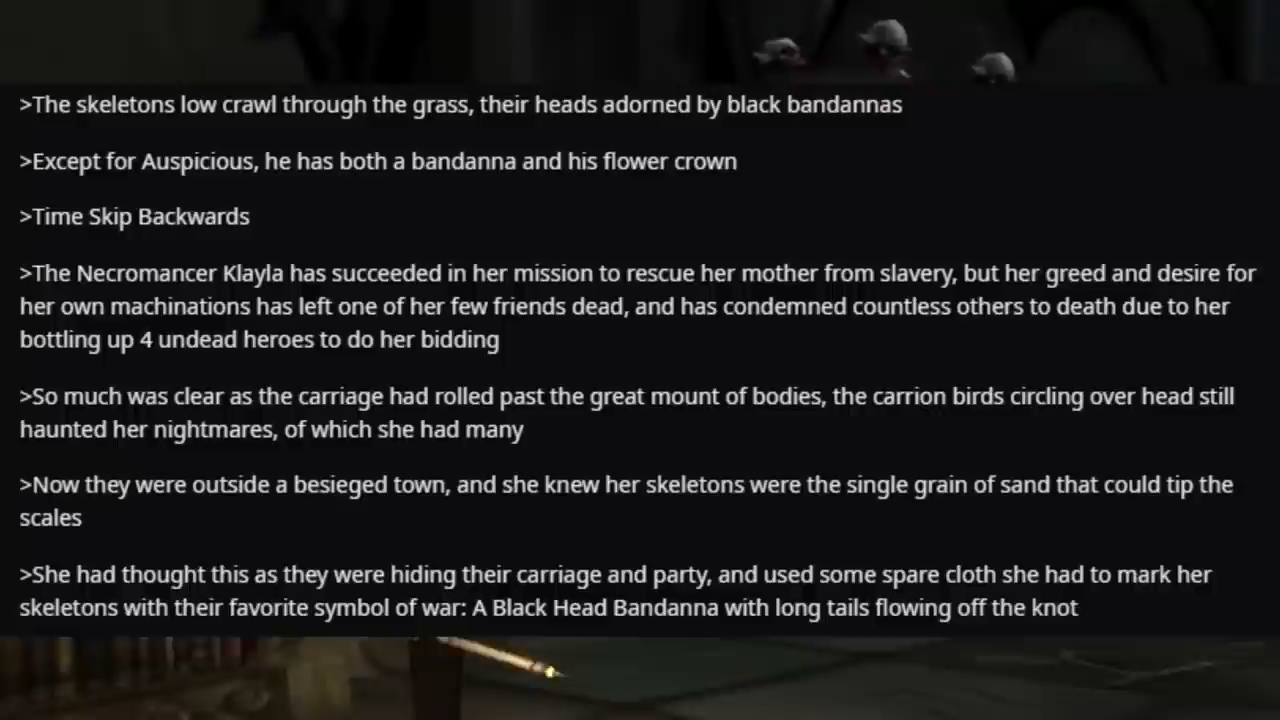 >The skeletons low crawl through the grass, their heads adorned by black bandannas
>Except for Auspicious, he has both a bandanna and his flower crown
>Time Skip Backwards
>The Necromancer Klayla has succeeded in her mission to rescue her mother from slavery, but her greed and desire for
her own machinations has left one of her few friends dead, and has condemned countless others to death due to her
bottling up 4 undead heroes to do her bidding
>So much was clear as the carriage had rolled past the great mount of bodies, the carrion birds circling over head still
haunted her nightmares, of which she had many
>Now they were outside a besieged town, and she knew her skeletons were the single grain of sand that could tip the
scales
>She had thought this as they were hiding their carriage and party, and used some spare cloth she had to mark her
skeletons with their favorite symbol of war: A Black Head Bandanna with long tails flowing off the knot